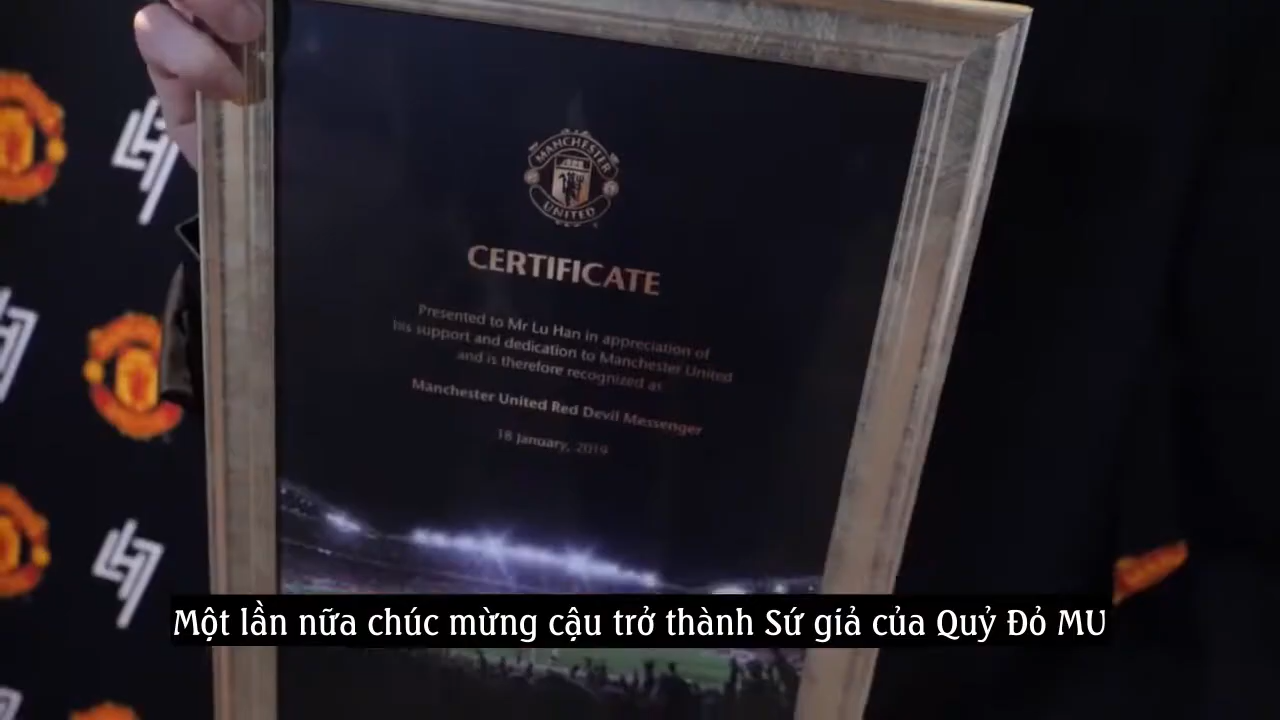 MANCHESTER
UNITED
CERTIFICATE
Presented to Mr Lu Han in appreciation of
his support and dedication to Manchester United
and is therefore recognized as
Manchester United Red Devil Messenger
18 January, 2019
Một lần nữa chúc mừng cậu trở thành Sứ giả của Quỷ Đỏ MU